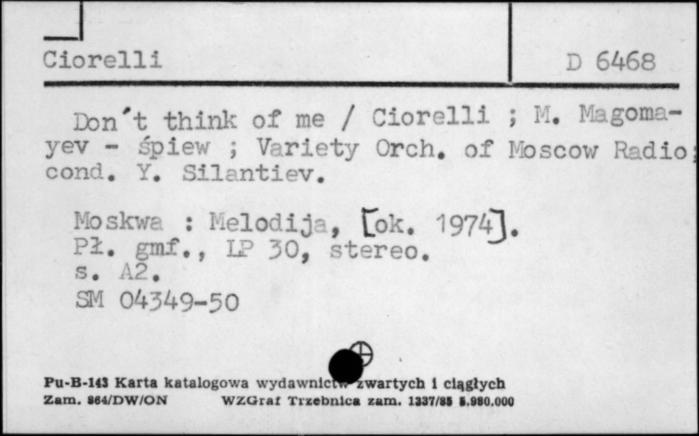 Ciorelli
D 6468
Don't think of me / Ciorelli ; M. Magoma-
yev - śpiew ; Variety Orch. of Moscow Radio;
cond. Y. Silantiev.
Moskwa : Melodija, [ok. 1974].
Pł. gmf., LP 30, stereo.
s. A2.
SM 04349-50
Pu-B-143 Karta katalogowa wydawnictw zwartych i ciągłych
Zam. 864/DW/ON WZGraf Trzebnica zam. 1337/85 5.980.000